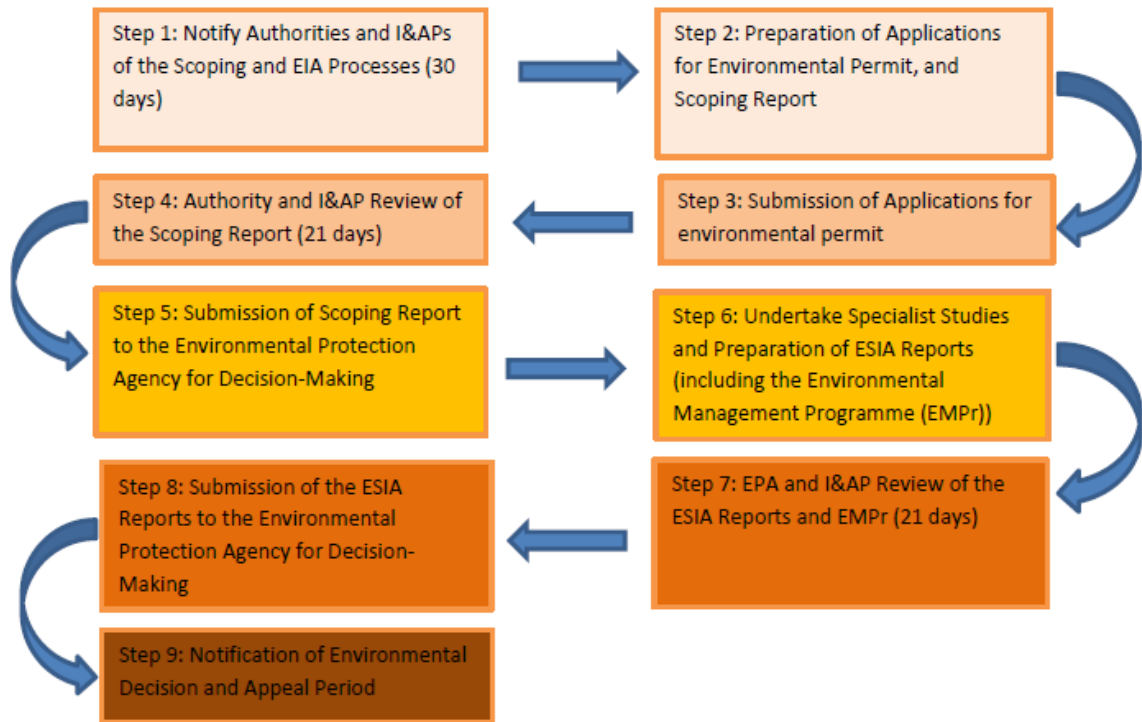 Step 1: Notify Authorities and I&APs
of the Scoping and EIA Processes (30
days)
Step 2: Preparation of Applications
for Environmental Permit, and
Scoping Report
Step 3: Submission of Applications for
environmental permit
Step 4: Authority and I&AP Review of
the Scoping Report (21 days)
Step 5: Submission of Scoping Report
to the Environmental Protection
Agency for Decision-Making
Step 6: Undertake Specialist Studies
and Preparation of ESIA Reports
(including the Environmental
Management Programme (EMPr))
Step 7: EPA and I&AP Review of the
ESIA Reports and EMPr (21 days)
Step 8: Submission of the ESIA
Reports to the Environmental
Protection Agency for Decision-
Making
Step 9: Notification of Environmental
Decision and Appeal Period